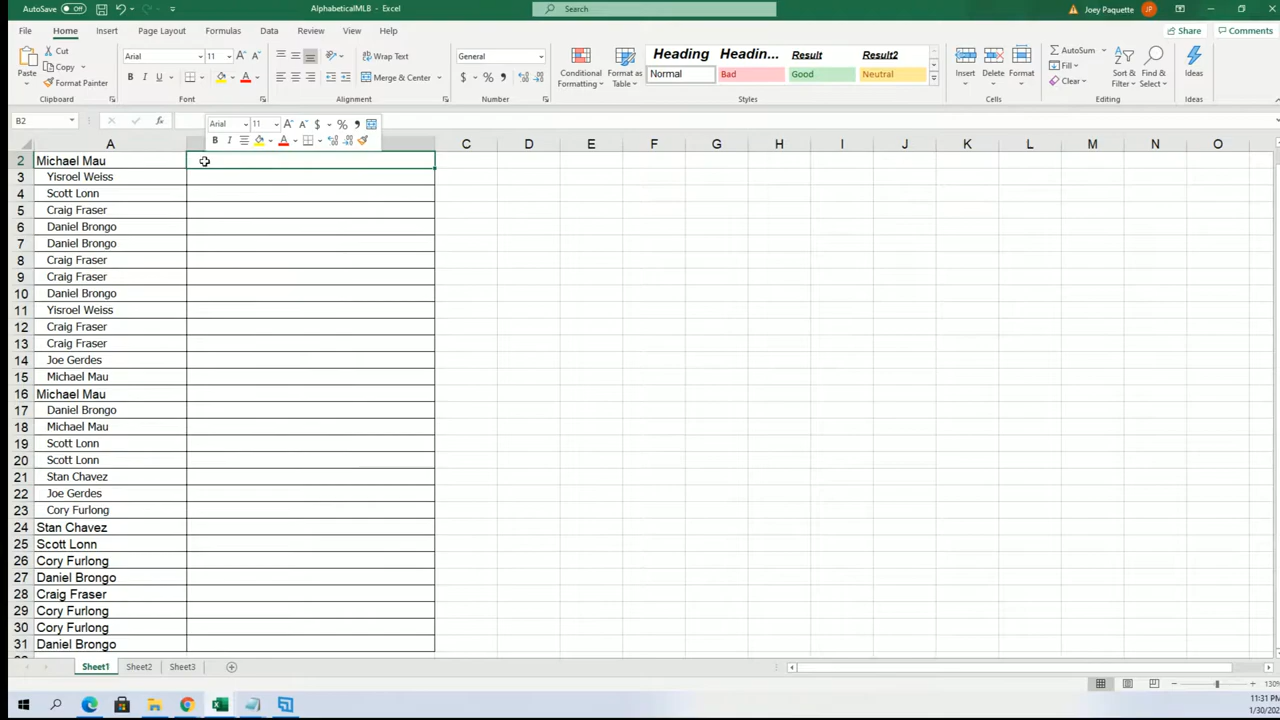 AutoSave Off AlphabeticalMLB - Excel Search Joey Paquette JP
File Home Insert Page Layout Formulas Data Review View Help Share Comments
Paste Cut Copy Format Painter Clipboard
Arial 11 B I U Font
Wrap Text Merge & Center Alignment
General $ % Number
Conditional Formatting Format as Table
Heading Headin... Result Result2
Normal Bad Good Neutral
Styles
Insert Delete Format Cells
AutoSum Fill Clear Sort & Filter Find & Select Editing
Ideas Ideas
B2 fx
Arial 11 $ %
B I
A C D E F G H I J K L M N O
2 Michael Mau
3 Yisroel Weiss
4 Scott Lonn
5 Craig Fraser
6 Daniel Brongo
7 Daniel Brongo
8 Craig Fraser
9 Craig Fraser
10 Daniel Brongo
11 Yisroel Weiss
12 Craig Fraser
13 Craig Fraser
14 Joe Gerdes
15 Michael Mau
16 Michael Mau
17 Daniel Brongo
18 Michael Mau
19 Scott Lonn
20 Scott Lonn
21 Stan Chavez
22 Joe Gerdes
23 Cory Furlong
24 Stan Chavez
25 Scott Lonn
26 Cory Furlong
27 Daniel Brongo
28 Craig Fraser
29 Cory Furlong
30 Cory Furlong
31 Daniel Brongo
Sheet1 Sheet2 Sheet3
130%
11:31 PM